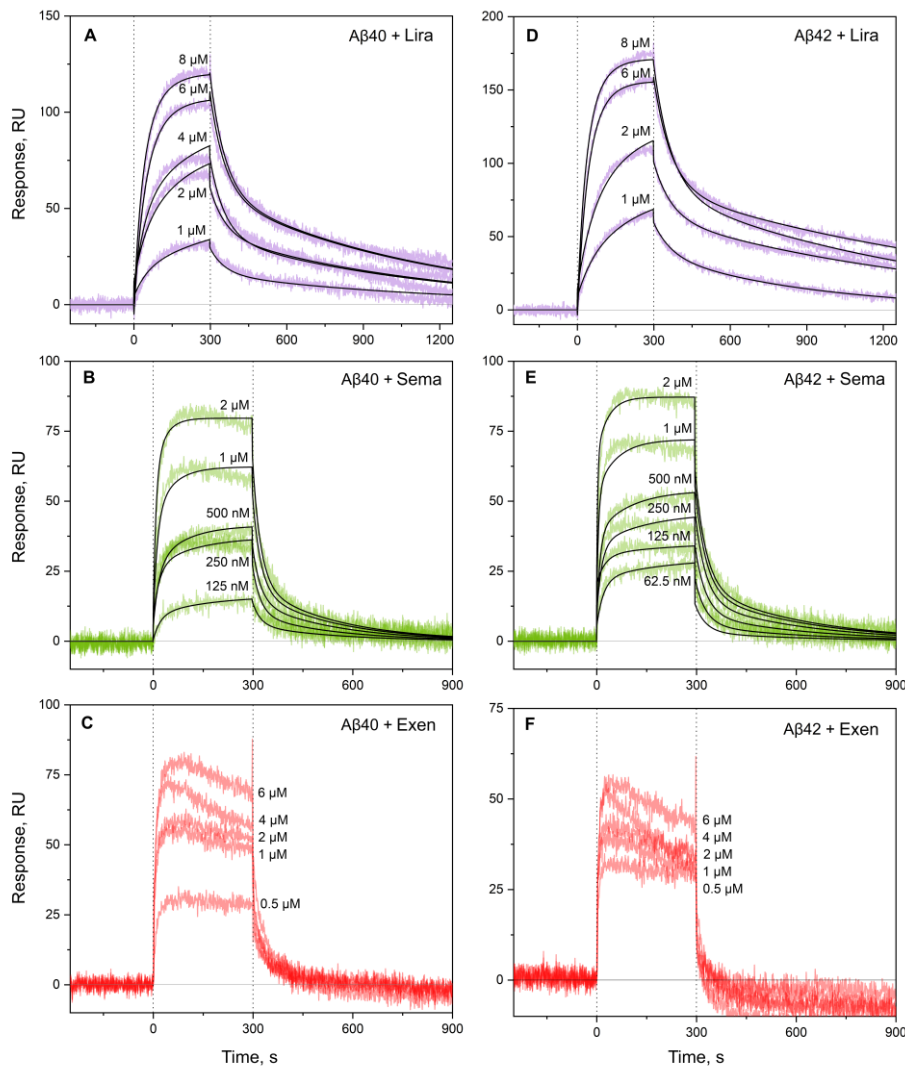 A
Aβ40 + Lira
150
100
50
0
Response, RU
8 µM
6 µM
4 µM
2 µM
1 µM
0
300
600
900
1200
D
Aβ42 + Lira
200
150
100
50
0
8 µM
6 µM
2 µM
1 µM
0
300
600
900
1200
B
Aβ40 + Sema
100
75
50
25
0
Response, RU
2 µM
1 µM
500 nM
250 nM
125 nM
0
300
600
900
E
Aβ42 + Sema
100
75
50
25
0
2 µM
1 µM
500 nM
250 nM
125 nM
62.5 nM
0
300
600
900
C
Aβ40 + Exen
100
75
50
25
0
Response, RU
6 µM
4 µM
2 µM
1 µM
0.5 µM
0
300
600
900
Time, s
F
Aβ42 + Exen
75
50
25
0
6 µM
4 µM
2 µM
1 µM
0.5 µM
0
300
600
900
Time, s